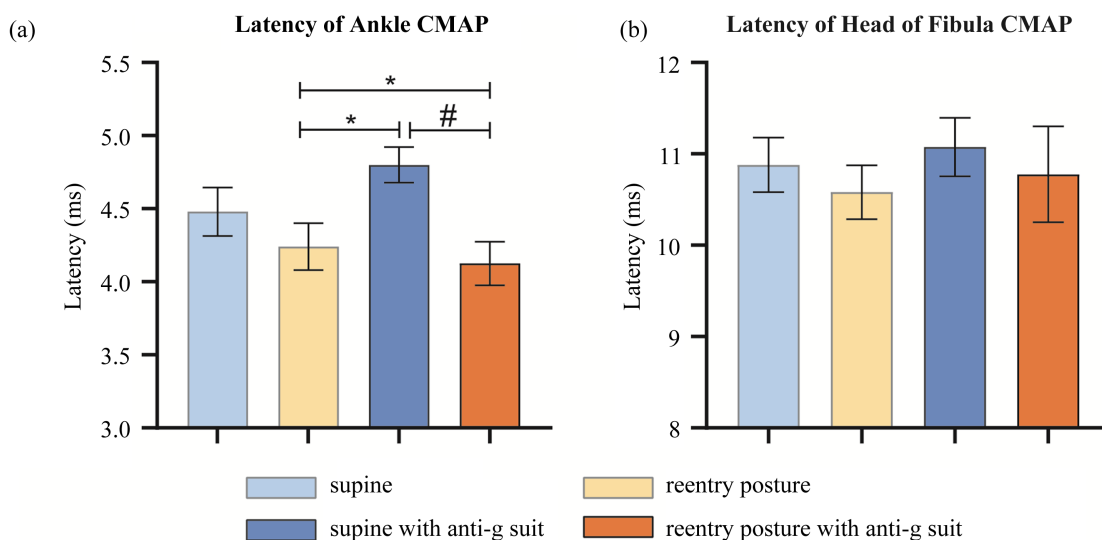 (a)
Latency of Ankle CMAP
5.5
5.0
4.5
4.0
3.5
3.0
Latency (ms)
*
*
#
(b)
Latency of Head of Fibula CMAP
12
11
10
9
8
Latency (ms)
supine
reentry posture
supine with anti-g suit
reentry posture with anti-g suit